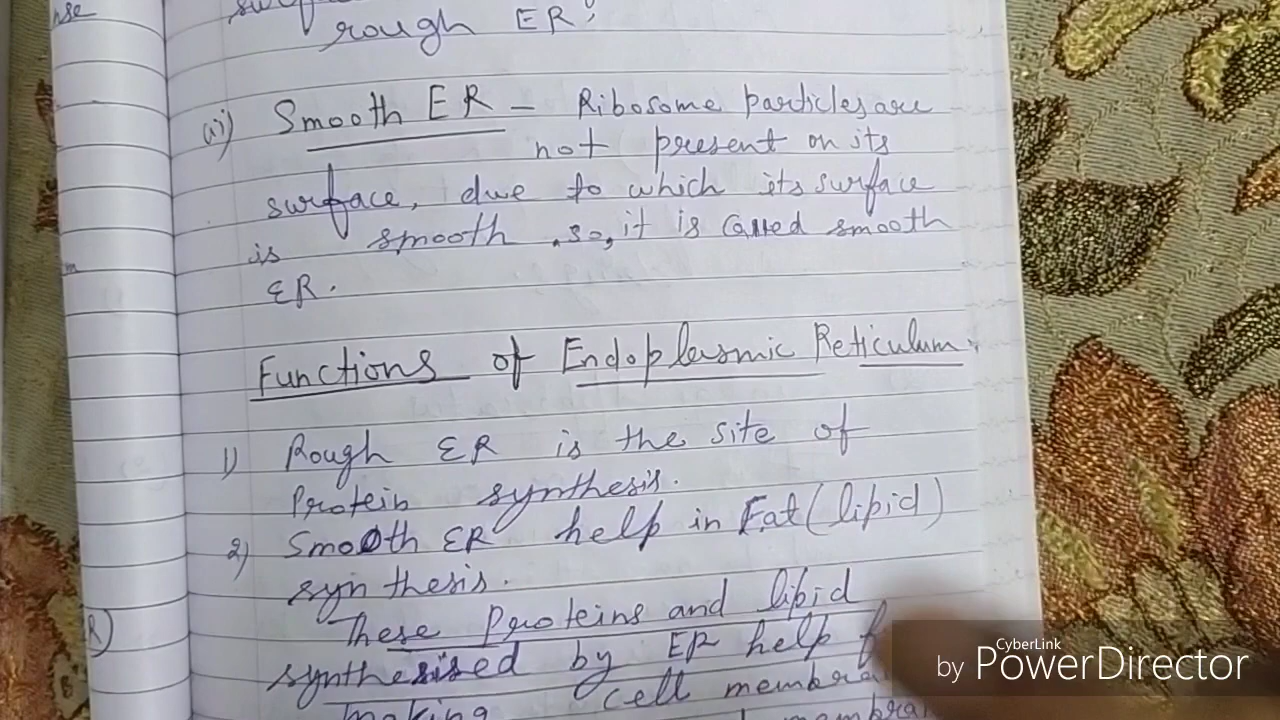 rough ER?
ii) Smooth ER - Ribosome particles are
not present on its
surface, due to which its surface
is smooth, so, it is called smooth
ER.
Functions of Endoplasmic Reticulum:
1) Rough ER is the site of
Protein synthesis.
2) Smooth ER help in Fat (lipid)
synthesis.
These Proteins and lipid
synthesised by ER help
making cell
CyberLink
by PowerDirector